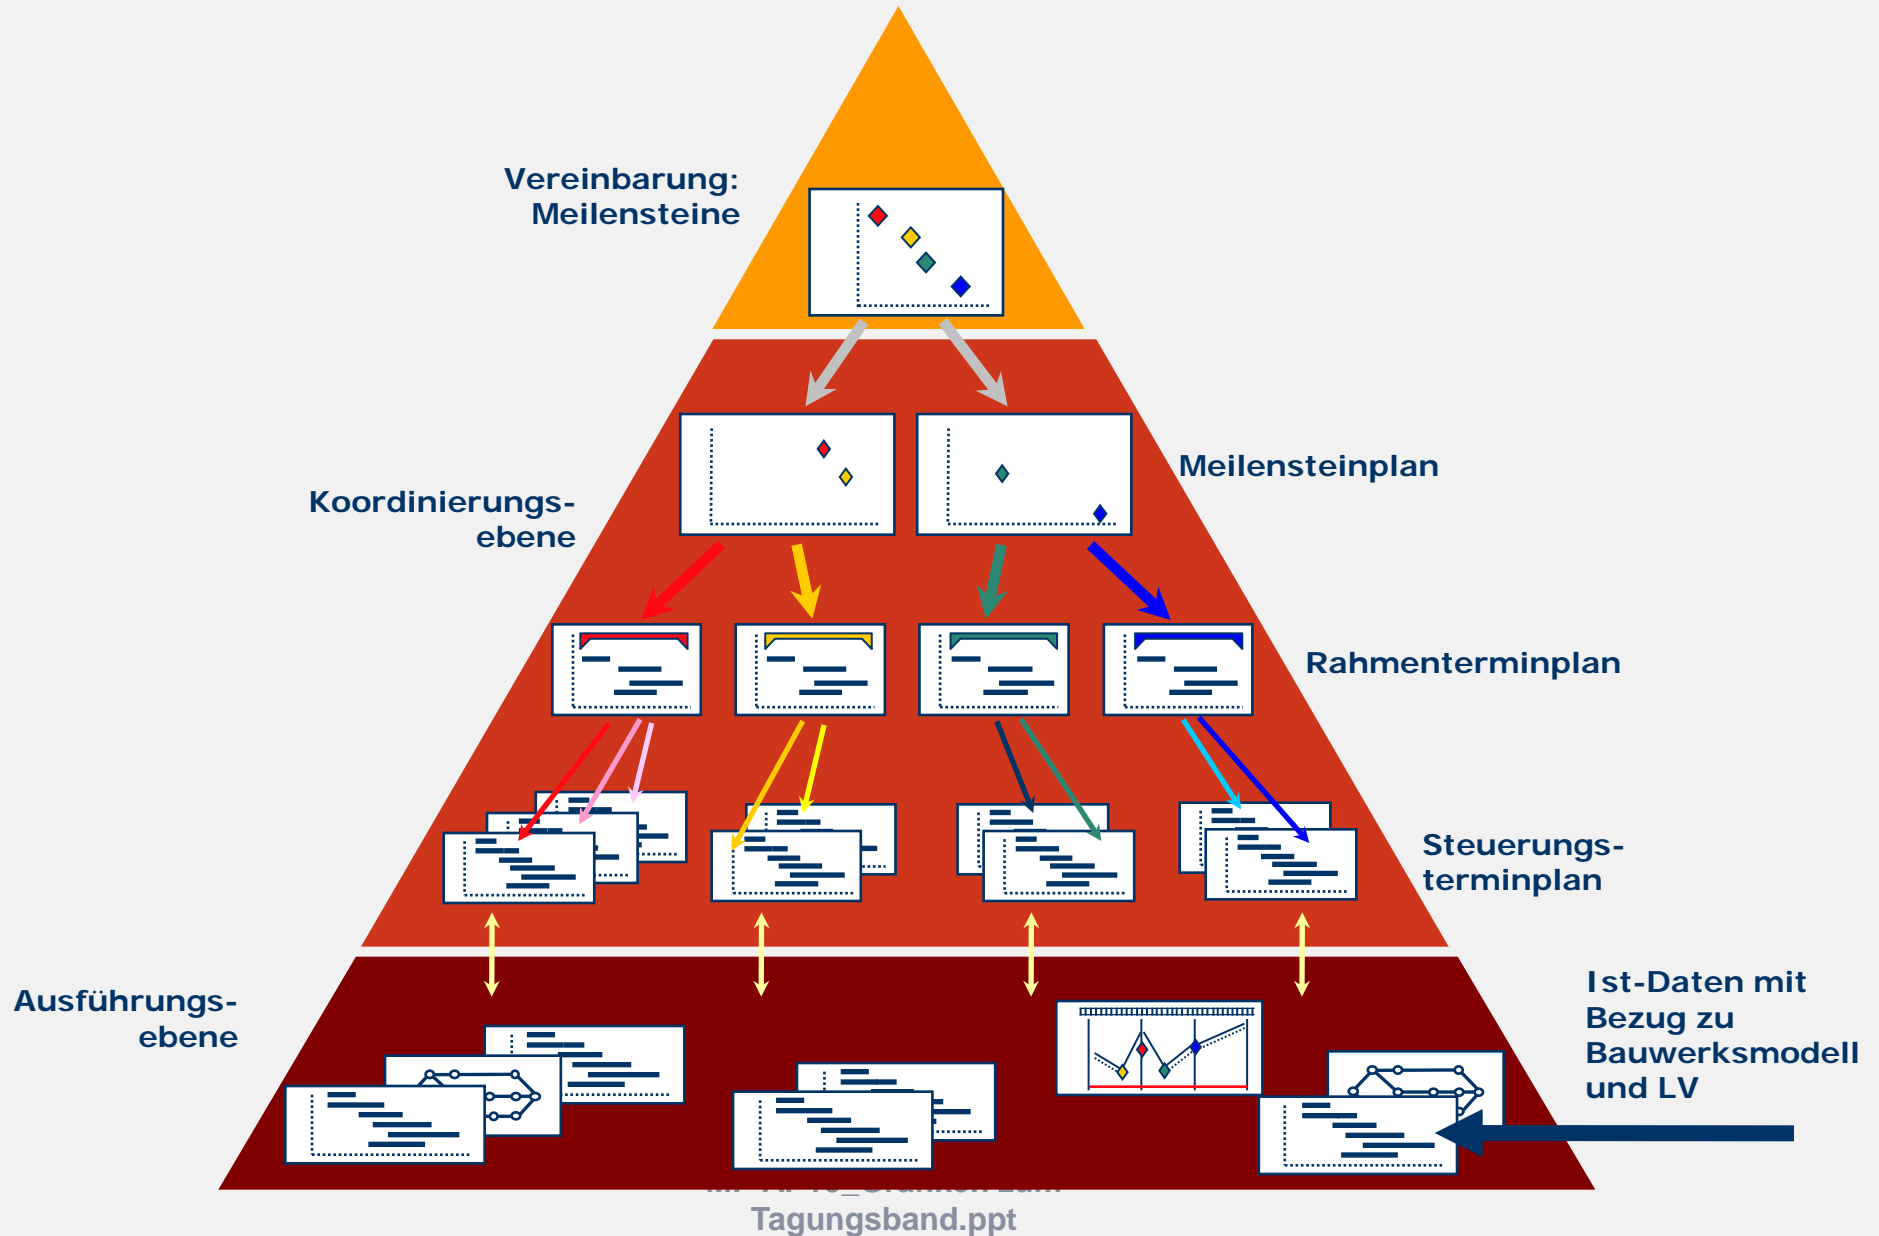 Vereinbarung:
Meilensteine
Meilensteinplan
Koordinierungs-
ebene
Rahmenterminplan
Steuerungs-
terminplan
Ausführungs-
ebene
Ist-Daten mit
Bezug zu
Bauwerksmodell
und LV
Tagungsband.ppt